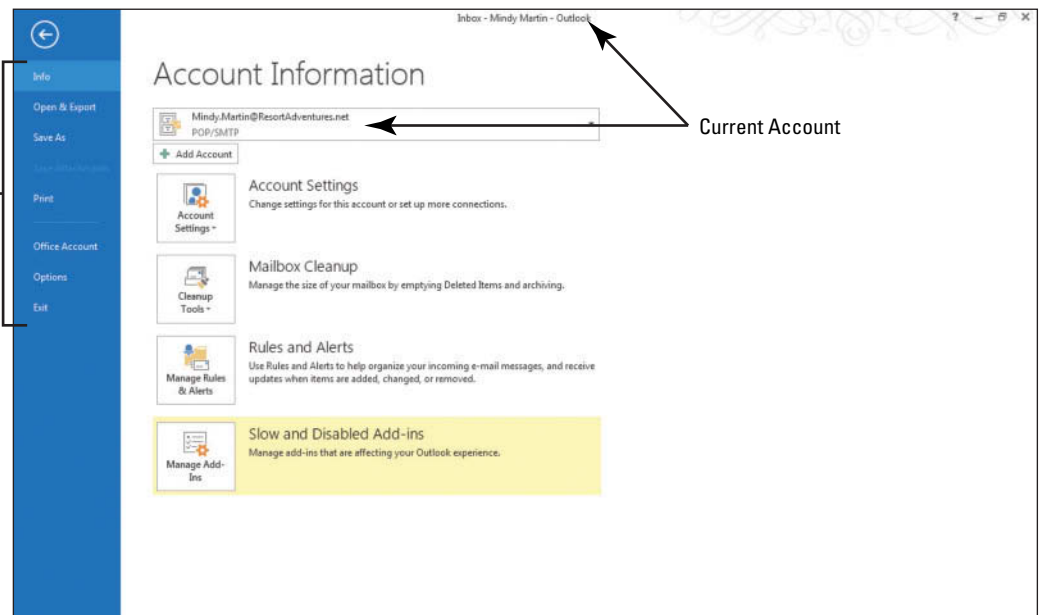 Inbox - Mindy Martin - Outlook
?
Info
Open & Export
Save As
Save Attachments
Print
Office Account
Options
Exit
Account Information
Mindy.Martin@ResortAdventures.net
POP/SMTP
Add Account
Account
Settings
Account Settings
Change settings for this account or set up more connections.
Cleanup
Tools
Mailbox Cleanup
Manage the size of your mailbox by emptying Deleted Items and archiving.
Manage Rules
& Alerts
Rules and Alerts
Use Rules and Alerts to help organize your incoming e-mail messages, and receive
updates when items are added, changed, or removed.
Manage Add-
Ins
Slow and Disabled Add-ins
Manage add-ins that are affecting your Outlook experience.
Current Account